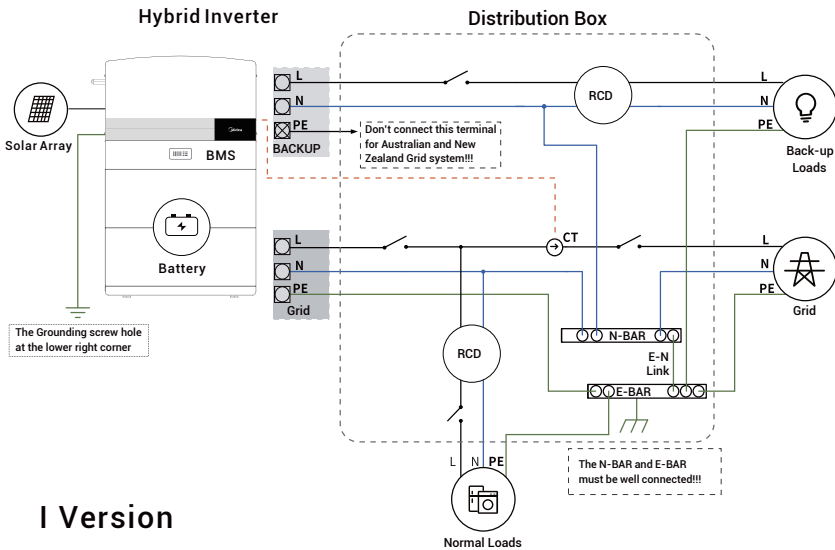 Hybrid Inverter
Distribution Box
L
N
PE
BACKUP
RCD
L
N
PE
Back-up
Loads
Don't connect this terminal
for Australian and New
Zealand Grid system!!!
Solar Array
BMS
Battery
L
N
PE
Grid
CT
L
N
PE
Grid
The Grounding screw hole
at the lower right corner
RCD
N-BAR
E-N
Link
E-BAR
The N-BAR and E-BAR
must be well connected!!!
L N PE
Normal Loads
I Version